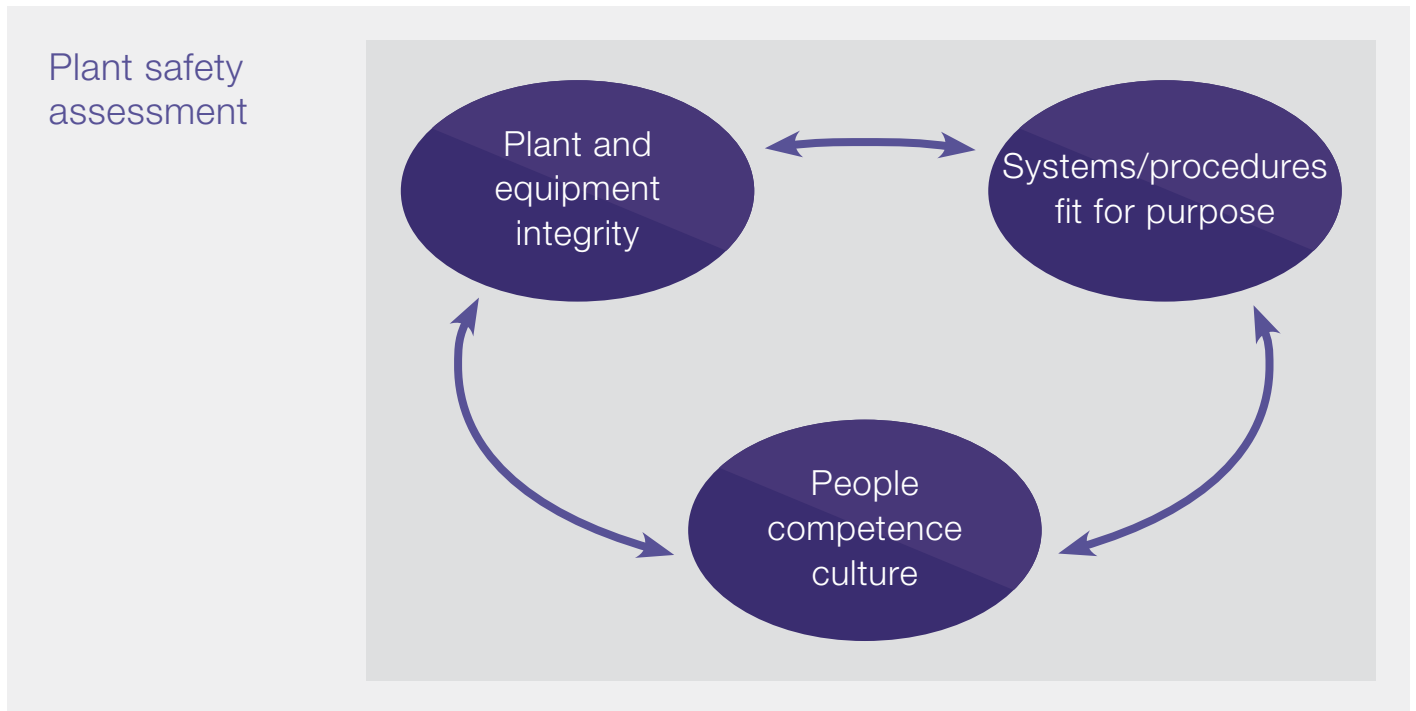 Plant safety
assessment
Plant and
equipment
integrity
Systems/procedures
fit for purpose
People
competence
culture